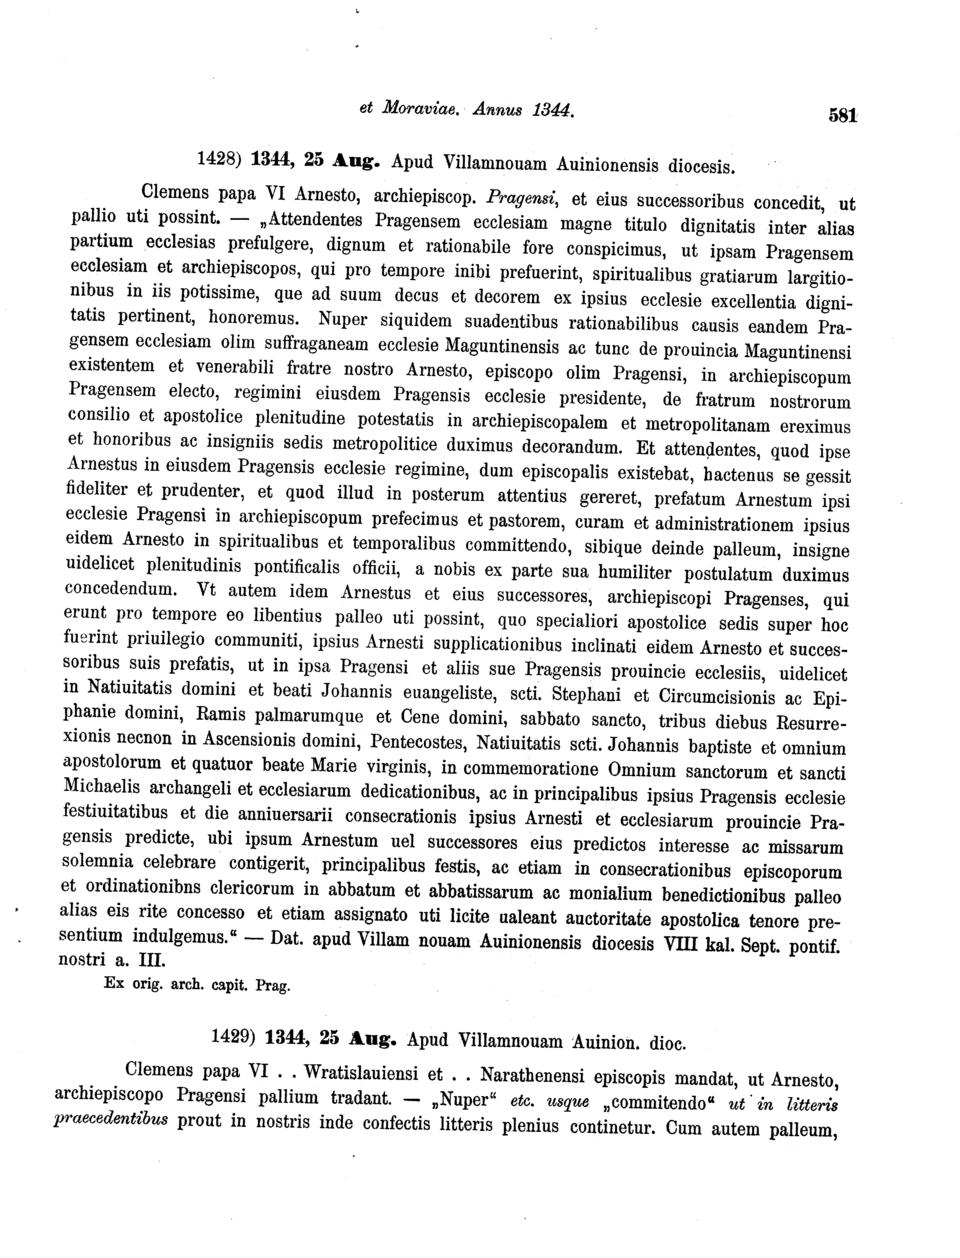 et Moraviae. Annus 1344.
581
1428) 1344, 25 Aug. Apud Villamnouam Auinionensis diocesis.
Clemens papa VI Arnesto, archiepiscop. Pragensi, et eius successoribus concedit, ut
pallio uti possint. — „Attendentes Pragensem ecclesiam magne titulo dignitatis inter alias
partium ecclesias prefulgere, dignum et rationabile fore conspicimus, ut ipsam Pragensem
ecclesiam et archiepiscopos, qui pro tempore inibi prefuerint, spiritualibus gratiarum largitio-
nibus in iis potissime, que ad suum decus et decorem ex ipsius ecclesie excellentia digni-
tatis pertinent, honoremus. Nuper siquidem suadentibus rationabilibus causis eandem Pra-
gensem ecclesiam olim suffraganeam ecclesie Maguntinensis ac tunc de prouincia Maguntinensi
existentem et venerabili fratre nostro Arnesto, episcopo olim Pragensi, in archiepiscopum
Pragensem electo, regimini eiusdem Pragensis ecclesie presidente, de fratrum nostrorum
consilio et apostolice plenitudine potestatis in archiepiscopalem et metropolitanam ereximus
et honoribus ac insigniis sedis metropolitice duximus decorandum. Et attendentes, quod ipse
Arnestus in eiusdem Pragensis ecclesie regimine, dum episcopalis existebat, hactenus se gessit
fideliter et prudenter, et quod illud in posterum attentius gereret, prefatum Arnestum ipsi
ecclesie Pragensi in archiepiscopum prefecimus et pastorem, curam et administrationem ipsius
eidem Arnesto in spiritualibus et temporalibus committendo, sibique deinde palleum, insigne
uidelicet plenitudinis pontificalis officii, a nobis ex parte sua humiliter postulatum duximus
concedendum. Vt autem idem Arnestus et eius successores, archiepiscopi Pragenses, qui
erunt pro tempore eo libentius palleo uti possint, quo specialiori apostolice sedis super hoc
fuerint priuilegio communiti, ipsius Arnesti supplicationibus inclinati eidem Arnesto et succes-
soribus suis prefatis, ut in ipsa Pragensi et aliis sue Pragensis prouincie ecclesiis, uidelicet
in Natiuitatis domini et beati Johannis euangeliste, scti. Stephani et Circumcisionis ac Epi-
phanie domini, Ramis palmarumque et Cene domini, sabbato sancto, tribus diebus Resurre-
xionis necnon in Ascensionis domini, Pentecostes, Natiuitatis scti. Johannis baptiste et omnium
apostolorum et quatuor beate Marie virginis, in commemoratione Omnium sanctorum et sancti
Michaelis archangeli et ecclesiarum dedicationibus, ac in principalibus ipsius Pragensis ecclesie
festiuitatibus et die anniuersarii consecrationis ipsius Arnesti et ecclesiarum prouincie Pra-
gensis predicte, ubi ipsum Arnestum uel successores eius predictos interesse ac missarum
solemnia celebrare contigerit, principalibus festis, ac etiam in consecrationibus episcoporum
et ordinationibns clericorum in abbatum et abbatissarum ac monialium benedictionibus palleo
alias eis rite concesso et etiam assignato uti licite ualeant auctoritate apostolica tenore pre-
sentium indulgemus.“ — Dat. apud Villam nouam Auinionensis diocesis VIII kal. Sept. pontif.
nostri a. III.
Ex orig. arch. capit. Prag.
1429) 1344, 25 Aug. Apud Villamnouam Auinion. dioc.
Clemens papa VI . . Wratislauiensi et . . Narathenensi episcopis mandat, ut Arnesto,
archiepiscopo Pragensi pallium tradant. — „Nuper“ etc. usque „commitendo“ ut in litteris
praecedentibus prout in nostris inde confectis litteris plenius continetur. Cum autem palleum,